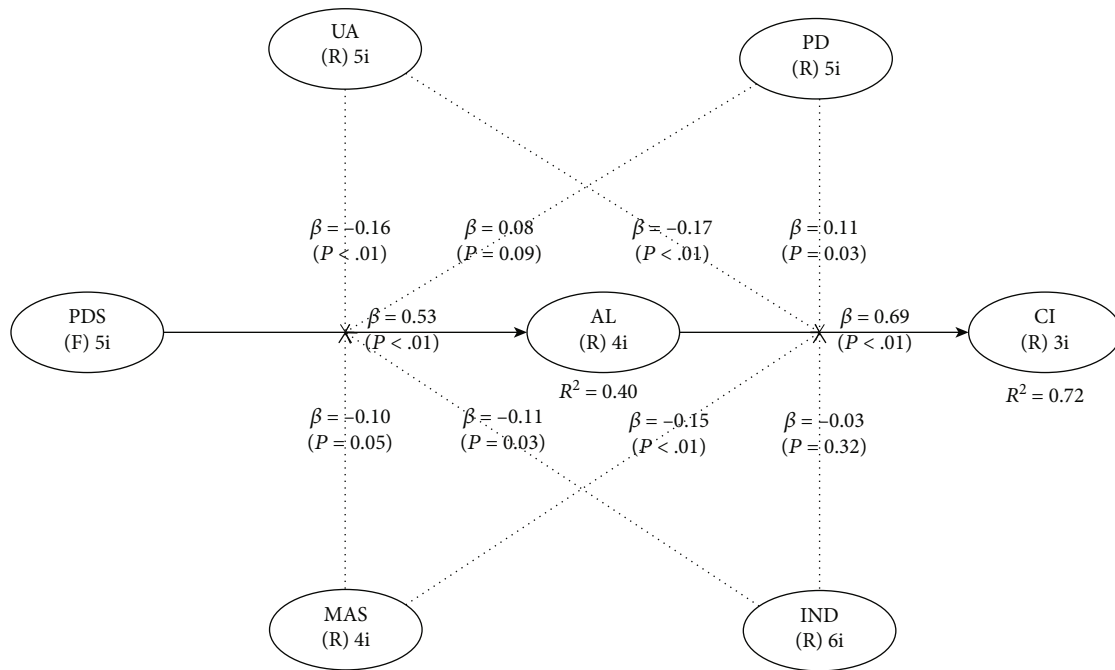 UA
(R) 5i
PD
(R) 5i
β = –0.16
(P < .01)
β = 0.08
(P = 0.09)
β = –0.17
(P < .01)
β = 0.11
(P = 0.03)
PDS
(F) 5i
β = 0.53
(P < .01)
AL
(R) 4i
β = 0.69
(P < .01)
CI
(R) 3i
R² = 0.40
R² = 0.72
β = –0.10
(P = 0.05)
β = –0.11
(P = 0.03)
β = –0.15
(P < .01)
β = –0.03
(P = 0.32)
MAS
(R) 4i
IND
(R) 6i